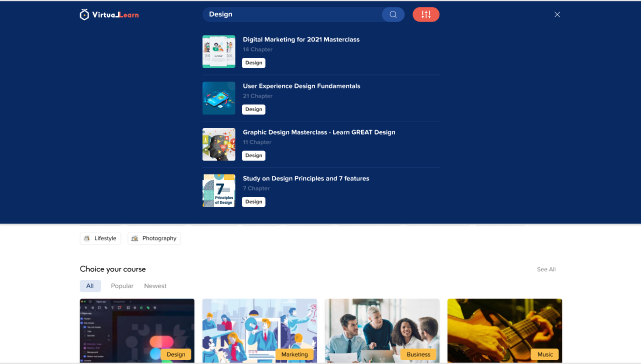 VirtualLearn
Design
Digital Marketing for 2021 Masterclass
14 Chapter
Design
User Experience Design Fundamentals
21 Chapter
Design
Graphic Design Masterclass - Learn GREAT Design
11 Chapter
Design
7
Principles
of Design
Study on Design Principles and 7 features
7 Chapter
Design
Lifestyle
Photography
Choice your course
See All
All
Popular
Newest
Design
Marketing
Business
Music